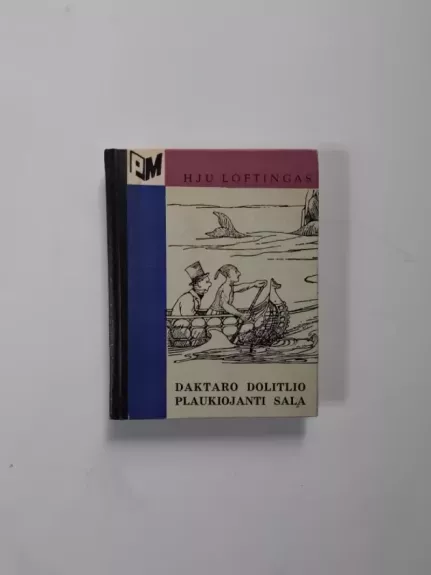 PM
HJU LOFTINGAS
DAKTARO DOLITLIO
PLAUKIOJANTI SALA